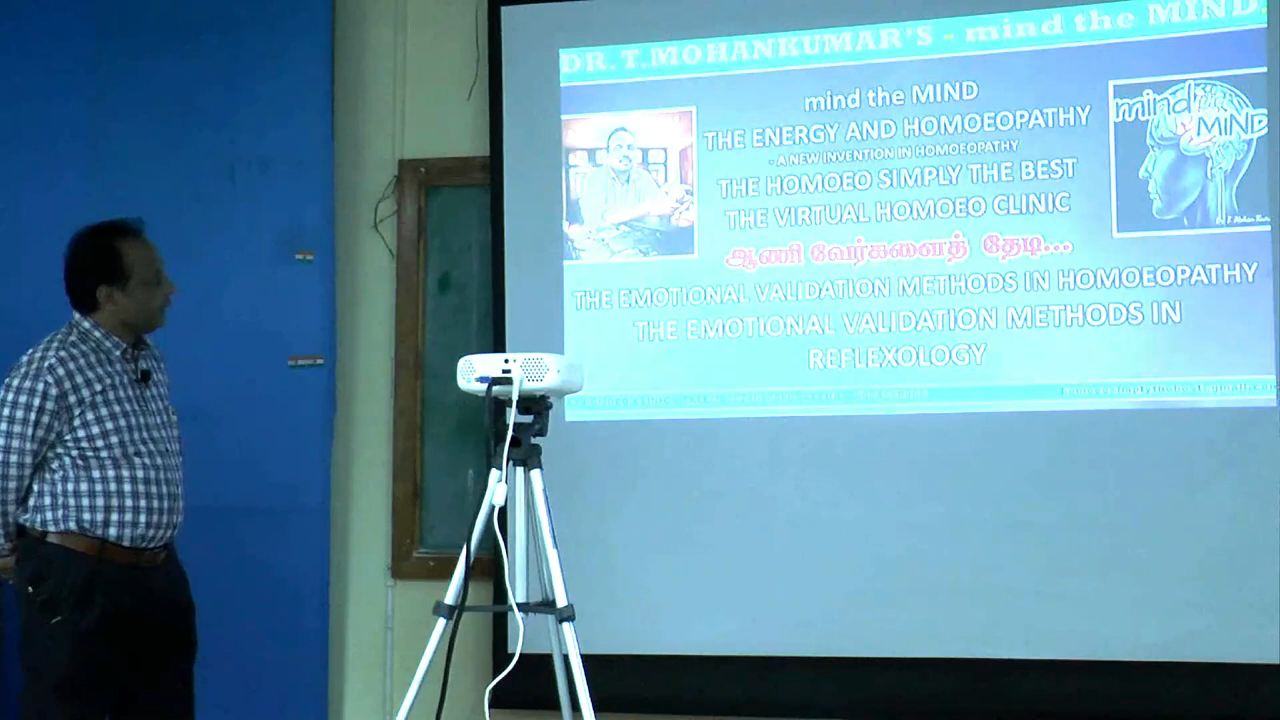 DR. T. MOHANKUMAR'S - mind the MIND.
mind the MIND
THE ENERGY AND HOMOEOPATHY
- A NEW INVENTION IN HOMOEOPATHY
THE HOMOEO SIMPLY THE BEST
THE VIRTUAL HOMOEO CLINIC
ஆணி வேர்களைத் தேடி...
THE EMOTIONAL VALIDATION METHODS IN HOMOEOPATHY
THE EMOTIONAL VALIDATION METHODS IN
REFLEXOLOGY
mind the
MIND